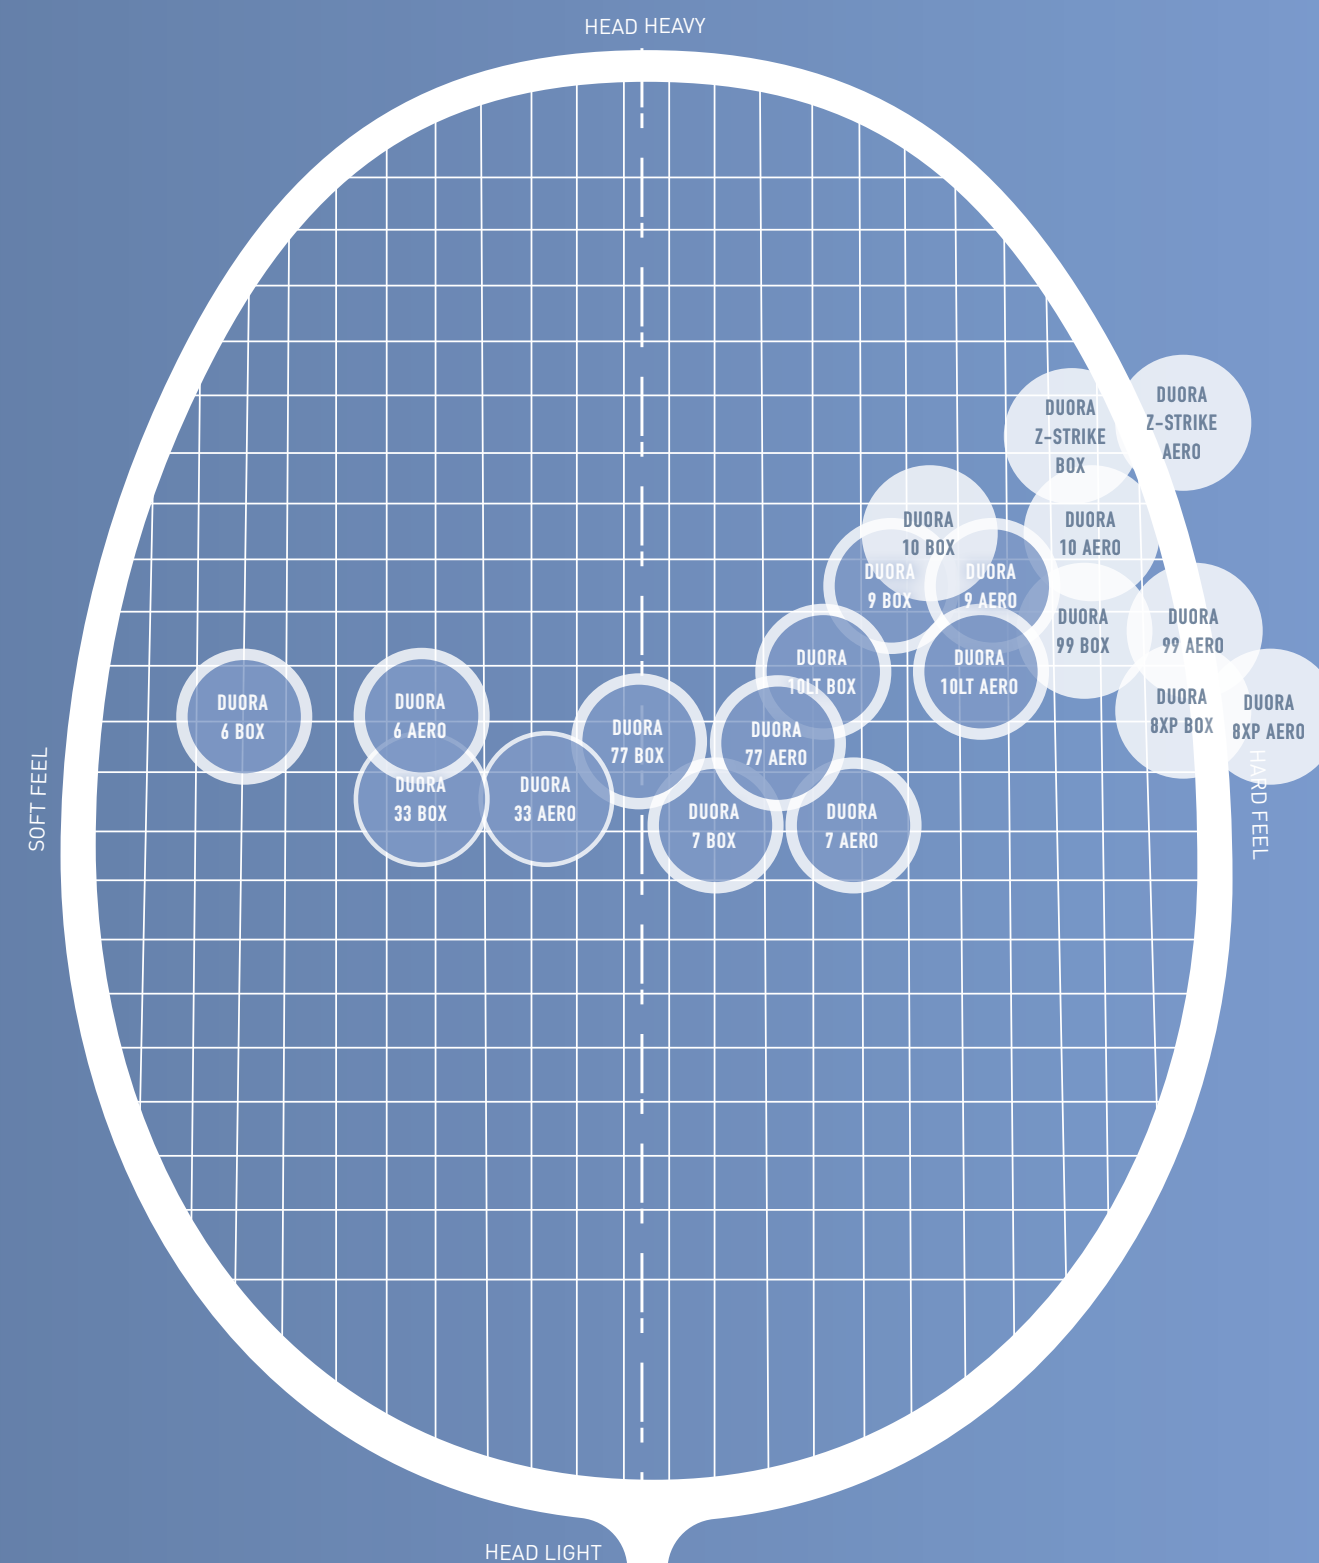 HEAD HEAVY
DUORA
Z-STRIKE
BOX
DUORA
Z-STRIKE
AERO
DUORA
10 BOX
DUORA
10 AERO
DUORA
9 BOX
DUORA
9 AERO
DUORA
99 BOX
DUORA
99 AERO
DUORA
10LT BOX
DUORA
10LT AERO
DUORA
8XP BOX
DUORA
8XP AERO
DUORA
6 BOX
DUORA
6 AERO
DUORA
77 BOX
DUORA
77 AERO
DUORA
33 BOX
DUORA
33 AERO
DUORA
7 BOX
DUORA
7 AERO
SOFT FEEL
HARD FEEL
HEAD LIGHT